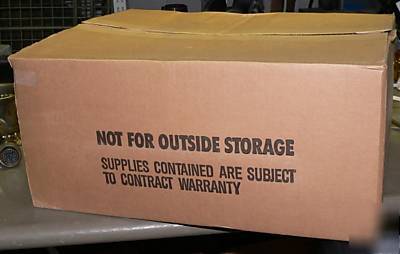 NOT FOR OUTSIDE STORAGE
SUPPLIES CONTAINED ARE SUBJECT
TO CONTRACT WARRANTY